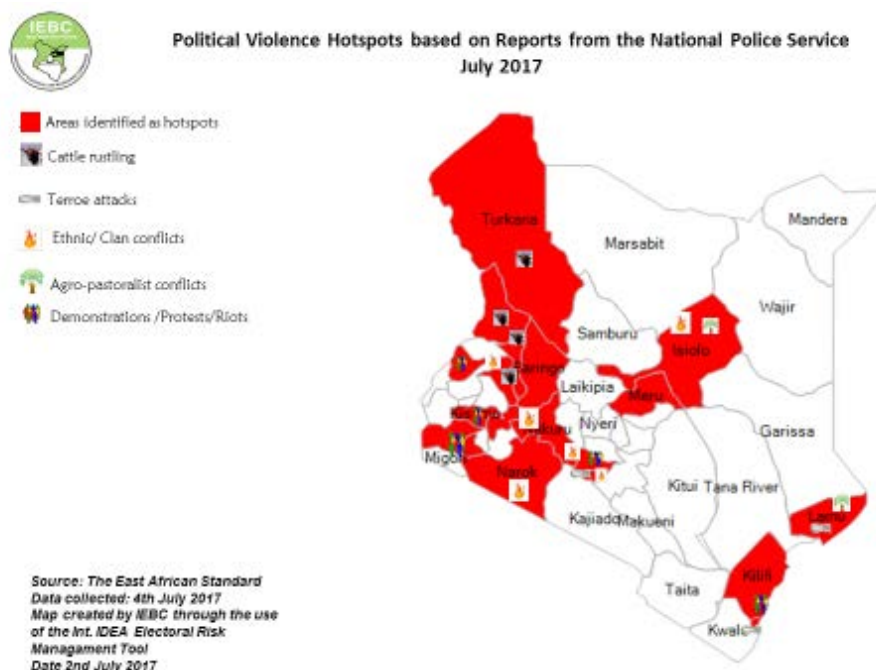 IEBC
Political Violence Hotspots based on Reports from the National Police Service
July 2017
Areas identified as hotspots
Cattle rustling
Terroe attacks
Ethnic/ Clan conflicts
Agro-pastoralist conflicts
Demonstrations /Protests/Riots
Turkana
Mandera
Marsabit
Wajir
Samburu
Isiolo
Baringo
Laikipia
Meru
Nyeri
Garissa
Migori
Narok
Kitui
Tana River
Kajiado
Makueni
Lamu
Kilifi
Taita
Kwale
Source: The East African Standard
Data collected: 4th July 2017
Map created by IEBC through the use
of the Int. IDEA Electoral Risk
Managament Tool
Date 2nd July 2017